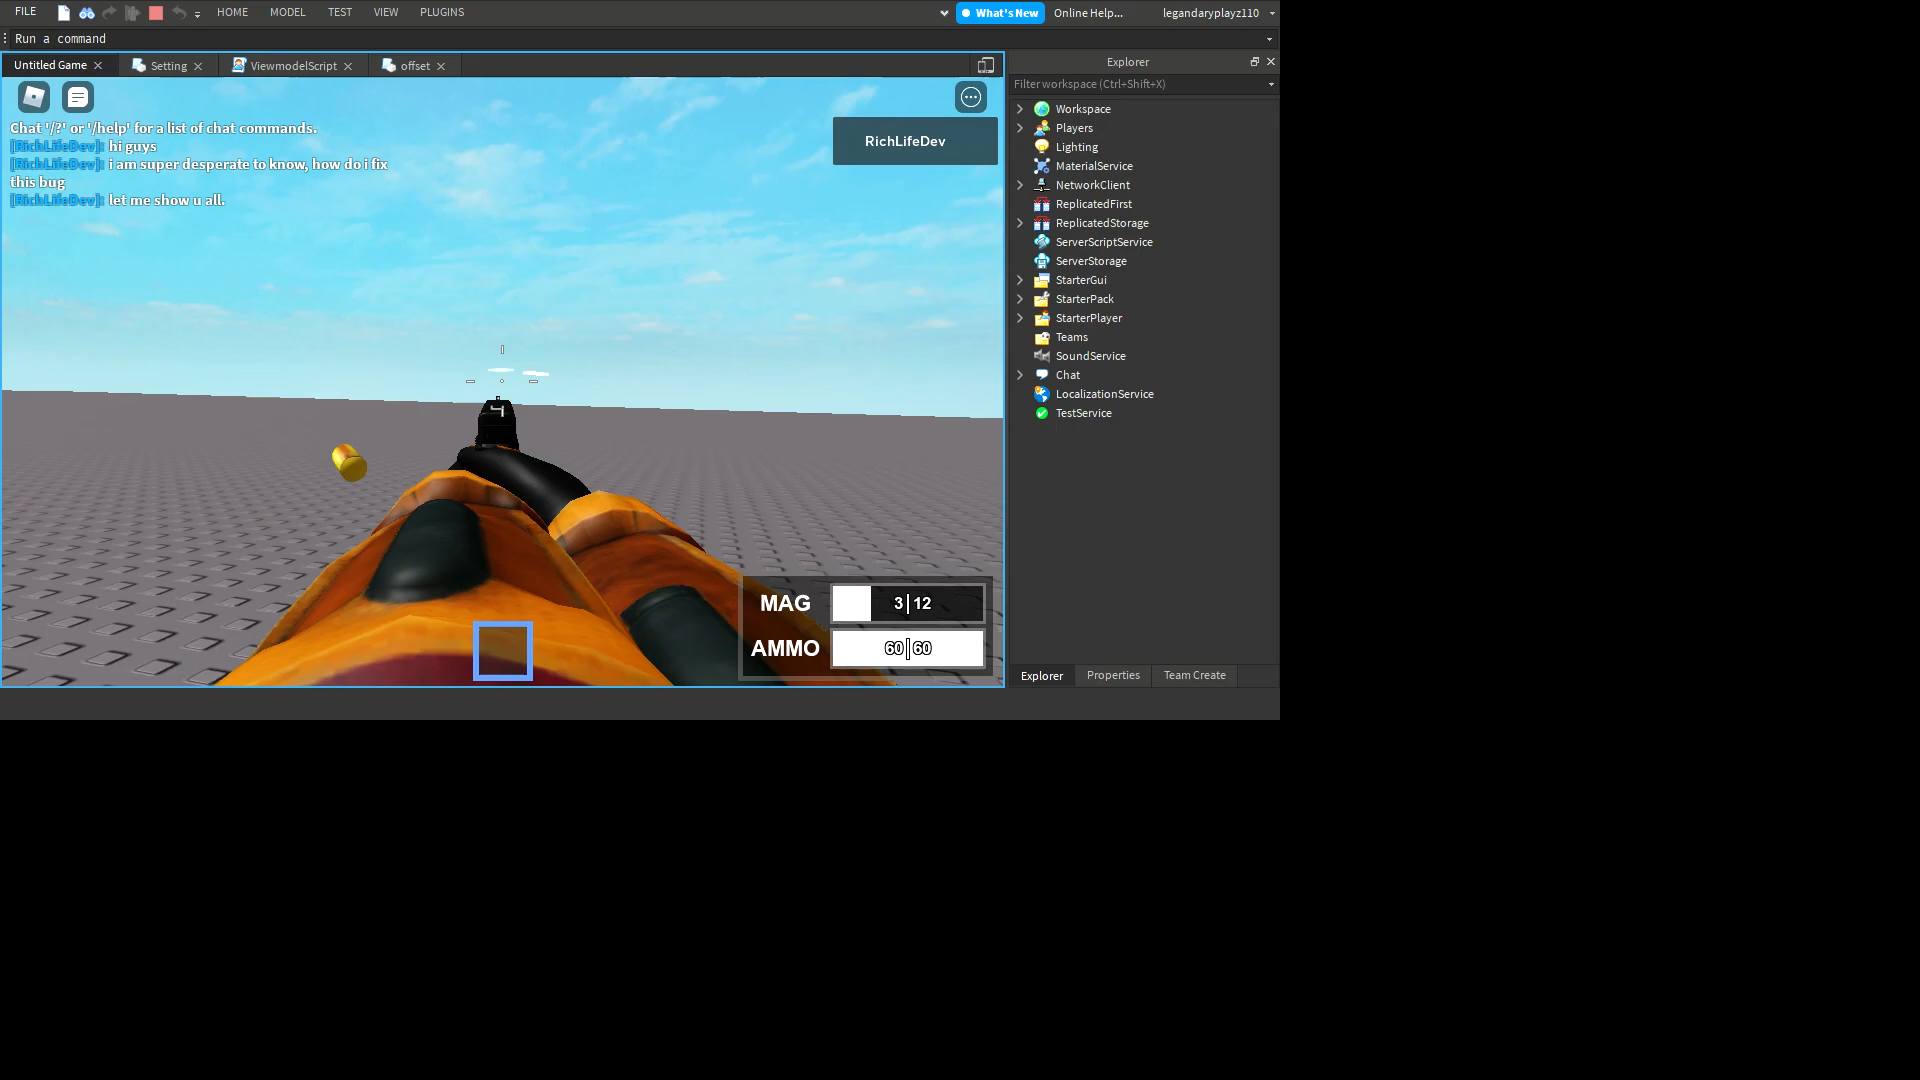 FILE HOME MODEL TEST VIEW PLUGINS What's New Online Help... legandaryplayz110
Run a command
Untitled Game Setting ViewmodelScript offset
Explorer
Filter workspace (Ctrl+Shift+X)
Chat '/?' or '/help' for a list of chat commands.
[RichLifeDev]: hi guys
[RichLifeDev]: i am super desperate to know, how do i fix
this bug
[RichLifeDev]: let me show u all.
RichLifeDev
Workspace
Players
Lighting
MaterialService
NetworkClient
ReplicatedFirst
ReplicatedStorage
ServerScriptService
ServerStorage
StarterGui
StarterPack
StarterPlayer
Teams
SoundService
Chat
LocalizationService
TestService
MAG 3|12
AMMO 60|60
Explorer Properties Team Create